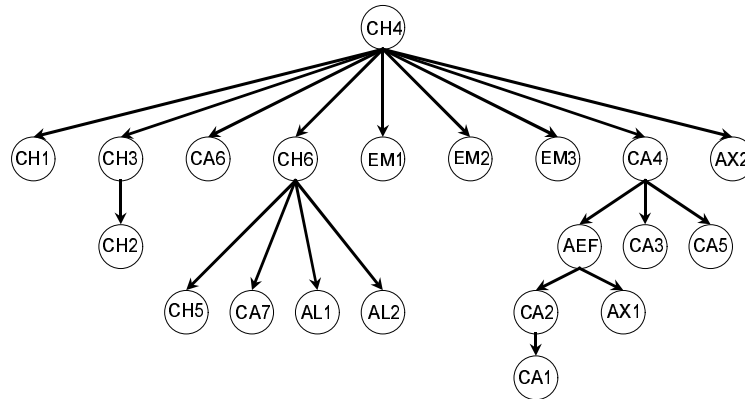 CH4
CH1 CH3 CA6 CH6 EM1 EM2 EM3 CA4 AX2
CH2 AEF CA3 CA5
CH5 CA7 AL1 AL2 CA2 AX1
CA1